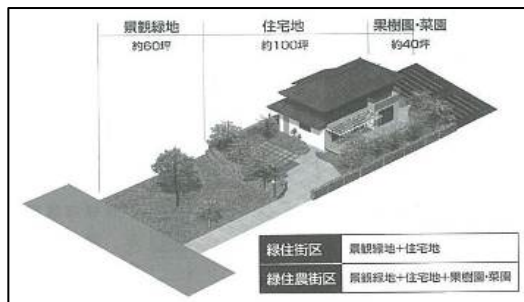 景観緑地 住宅地 果樹園・菜園
約60坪 約100坪 約40坪
緑住街区 景観緑地+住宅地
緑住農街区 景観緑地+住宅地+果樹園・菜園